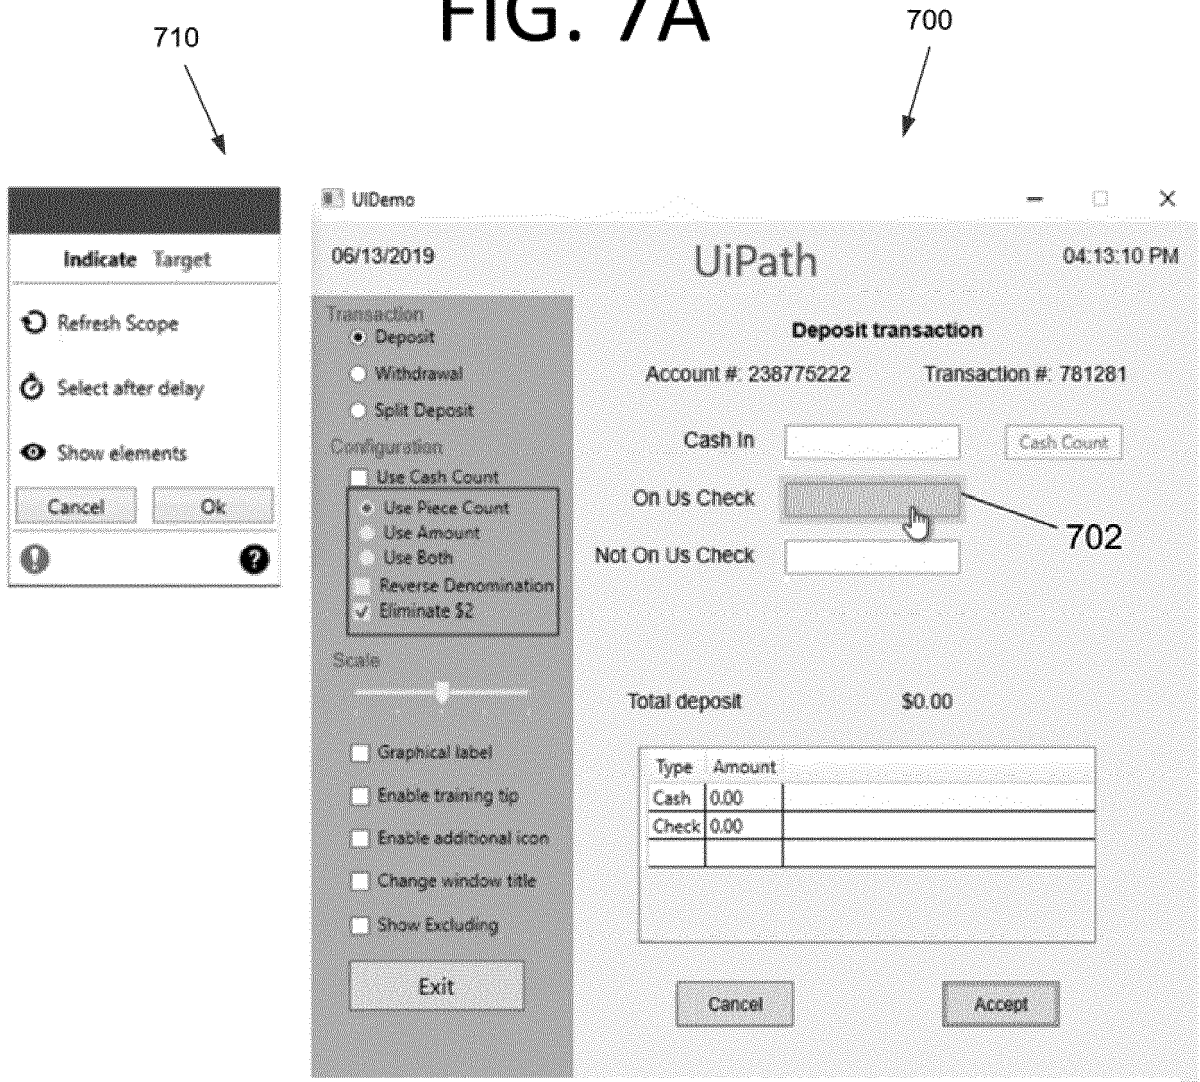 FIG. 7A
710
700
Indicate Target
Refresh Scope
Select after delay
Show elements
Cancel Ok
UIDemo
06/13/2019 UiPath 04:13:10 PM
Transaction
Deposit
Withdrawal
Split Deposit
Configuration
Use Cash Count
Use Piece Count
Use Amount
Use Both
Reverse Denomination
Eliminate $2
Scale
Graphical label
Enable training tip
Enable additional icon
Change window title
Show Excluding
Exit
Deposit transaction
Account #: 238775222 Transaction #: 781281
Cash In Cash Count
On Us Check
702
Not On Us Check
Total deposit $0.00
Type Amount
Cash 0.00
Check 0.00
Cancel Accept